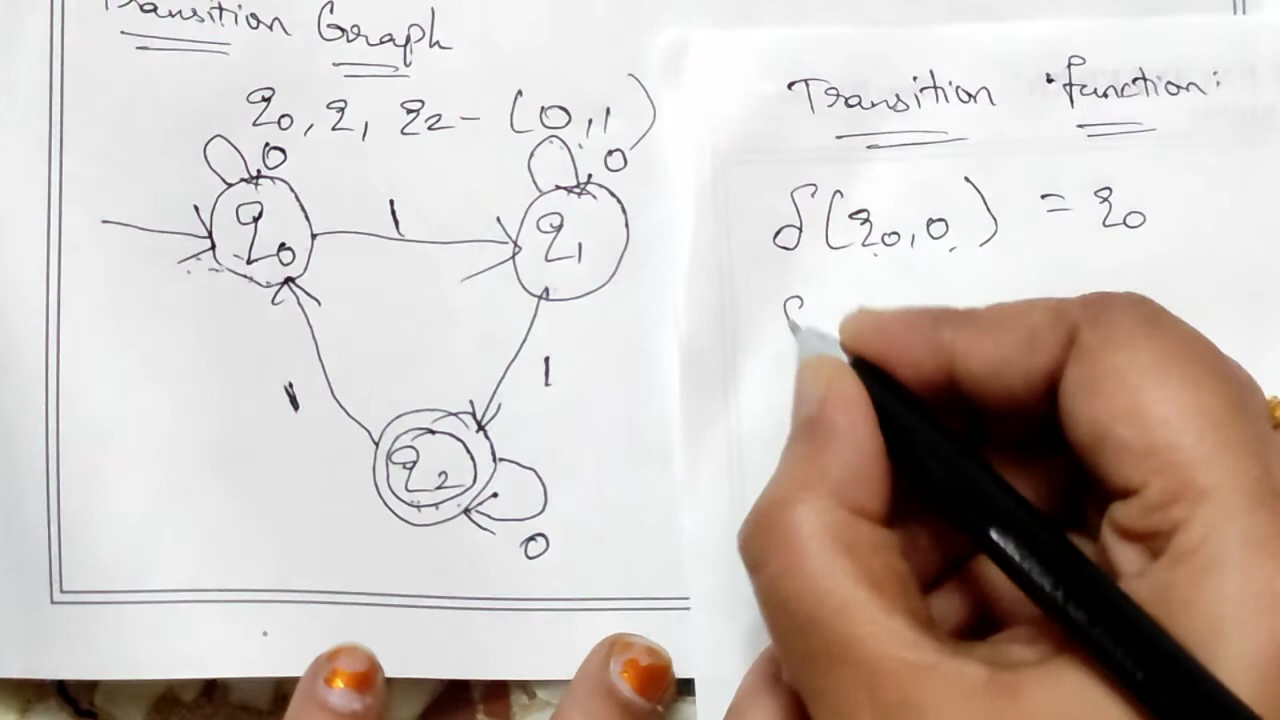 Transition Graph
q0, q1 q2 - (0,1)
0
0
q0
1
q1
1
1
q2
0
Transition function:
δ(q0,0) = q0